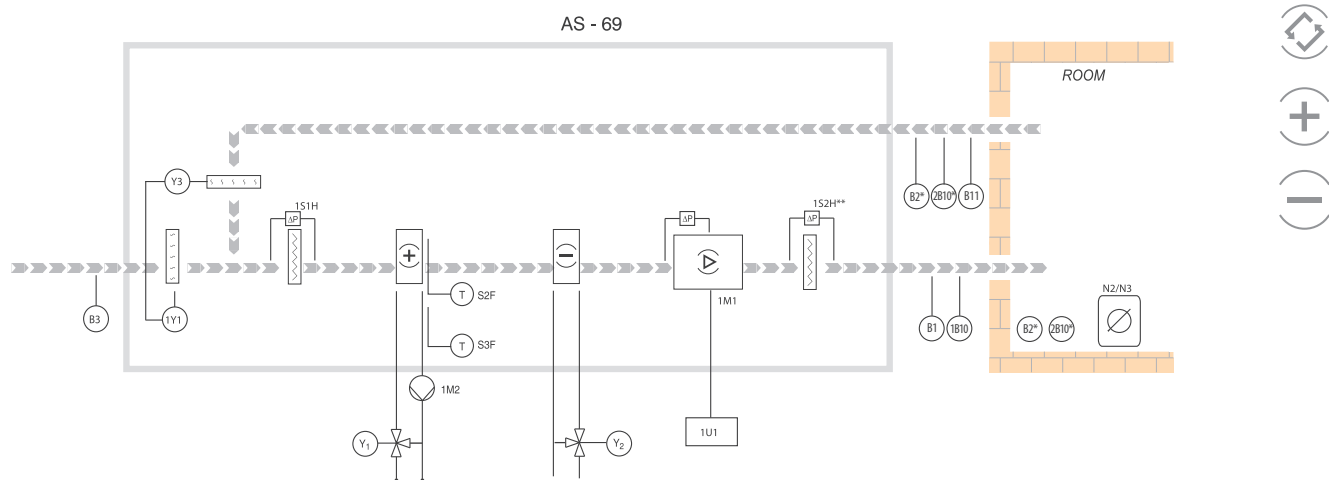 AS - 69
ROOM
Y3
1S1H
ΔP
ΔP
1S2H**
ΔP
B2*
2B10*
B11
T
S2F
1M1
B3
1Y1
T
S3F
B1
1B10
B2*
2B10*
N2/N3
1M2
Y₁
Y₂
1U1